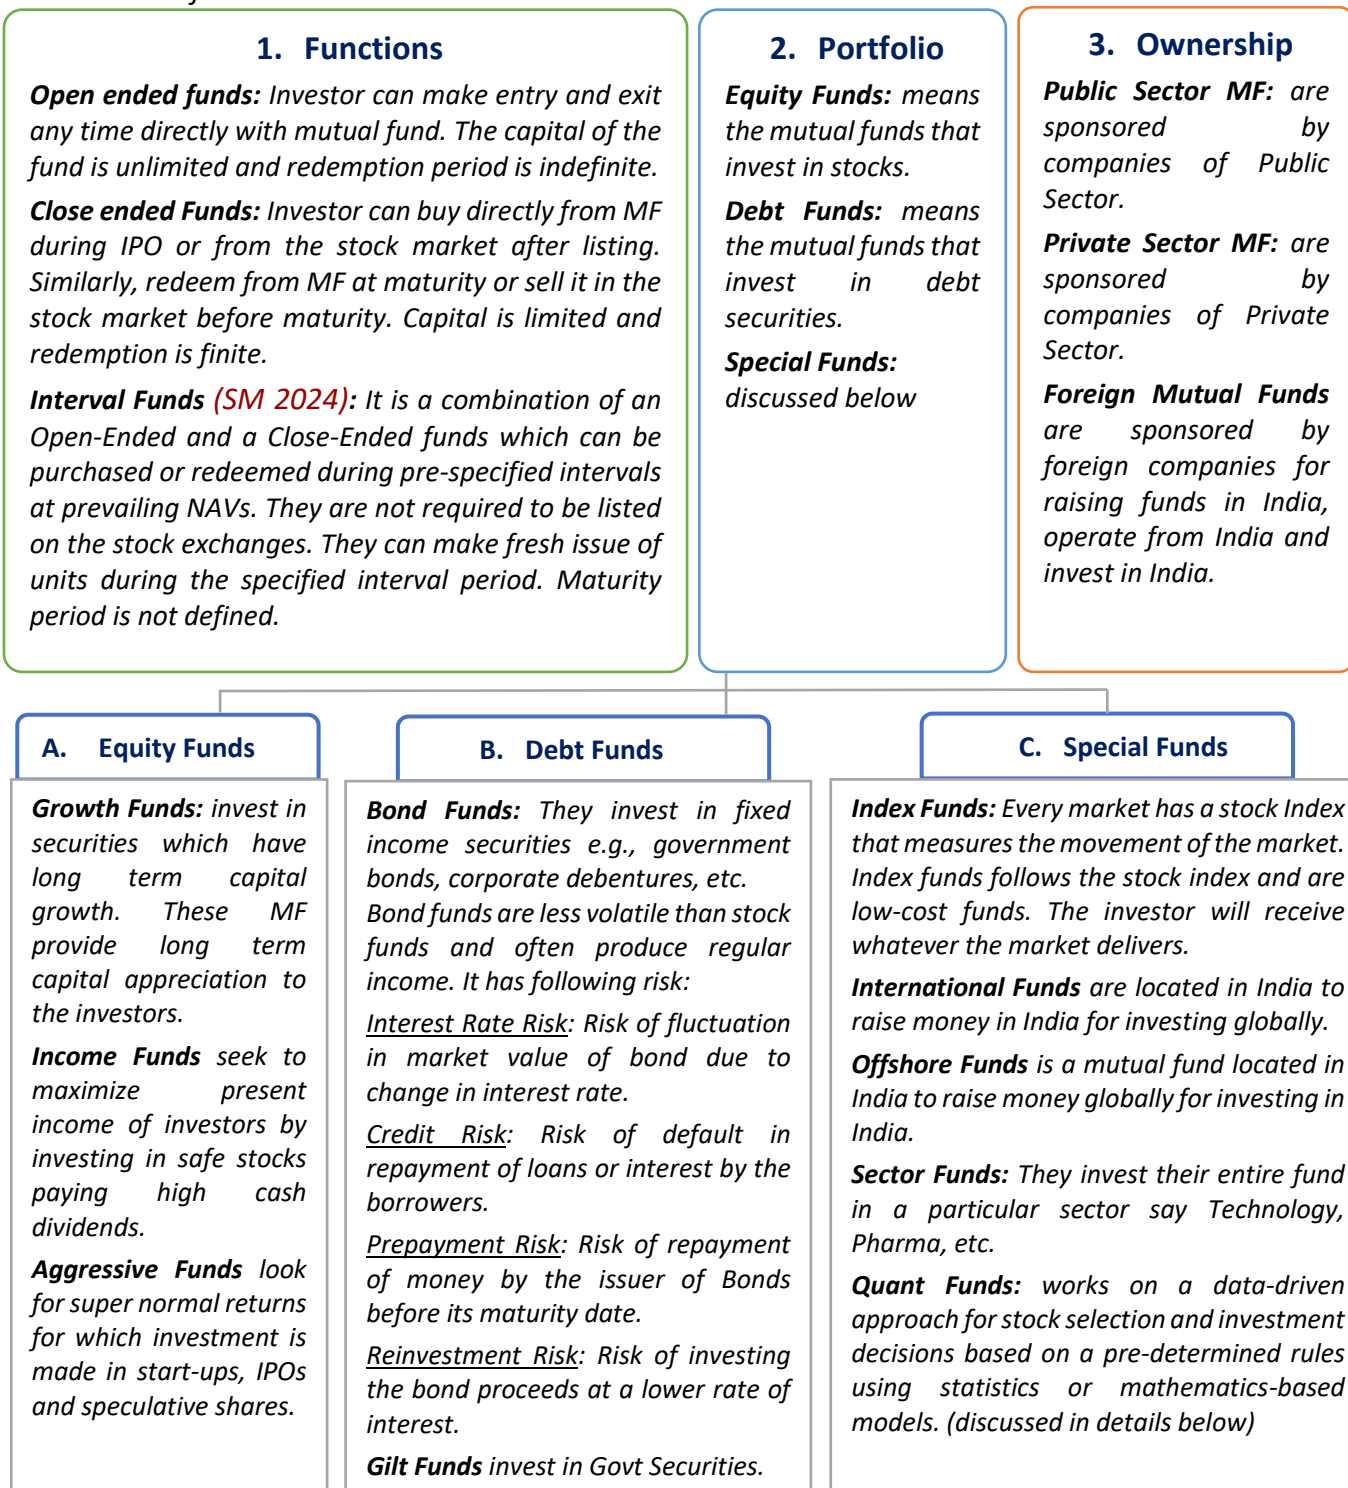 1. Functions
Open ended funds: Investor can make entry and exit
any time directly with mutual fund. The capital of the
fund is unlimited and redemption period is indefinite.
Close ended Funds: Investor can buy directly from MF
during IPO or from the stock market after listing.
Similarly, redeem from MF at maturity or sell it in the
stock market before maturity. Capital is limited and
redemption is finite.
Interval Funds (SM 2024): It is a combination of an
Open-Ended and a Close-Ended funds which can be
purchased or redeemed during pre-specified intervals
at prevailing NAVs. They are not required to be listed
on the stock exchanges. They can make fresh issue of
units during the specified interval period. Maturity
period is not defined.
2. Portfolio
Equity Funds: means
the mutual funds that
invest in stocks.
Debt Funds: means
the mutual funds that
invest in debt
securities.
Special Funds:
discussed below
3. Ownership
Public Sector MF: are
sponsored by
companies of Public
Sector.
Private Sector MF: are
sponsored by
companies of Private
Sector.
Foreign Mutual Funds
are sponsored by
foreign companies for
raising funds in India,
operate from India and
invest in India.
A. Equity Funds
Growth Funds: invest in
securities which have
long term capital
growth. These MF
provide long term
capital appreciation to
the investors.
Income Funds seek to
maximize present
income of investors by
investing in safe stocks
paying high cash
dividends.
Aggressive Funds look
for super normal returns
for which investment is
made in start-ups, IPOs
and speculative shares.
B. Debt Funds
Bond Funds: They invest in fixed
income securities e.g., government
bonds, corporate debentures, etc.
Bond funds are less volatile than stock
funds and often produce regular
income. It has following risk:
Interest Rate Risk: Risk of fluctuation
in market value of bond due to
change in interest rate.
Credit Risk: Risk of default in
repayment of loans or interest by the
borrowers.
Prepayment Risk: Risk of repayment
of money by the issuer of Bonds
before its maturity date.
Reinvestment Risk: Risk of investing
the bond proceeds at a lower rate of
interest.
Gilt Funds invest in Govt Securities.
C. Special Funds
Index Funds: Every market has a stock Index
that measures the movement of the market.
Index funds follows the stock index and are
low-cost funds. The investor will receive
whatever the market delivers.
International Funds are located in India to
raise money in India for investing globally.
Offshore Funds is a mutual fund located in
India to raise money globally for investing in
India.
Sector Funds: They invest their entire fund
in a particular sector say Technology,
Pharma, etc.
Quant Funds: works on a data-driven
approach for stock selection and investment
decisions based on a pre-determined rules
using statistics or mathematics-based
models. (discussed in details below)